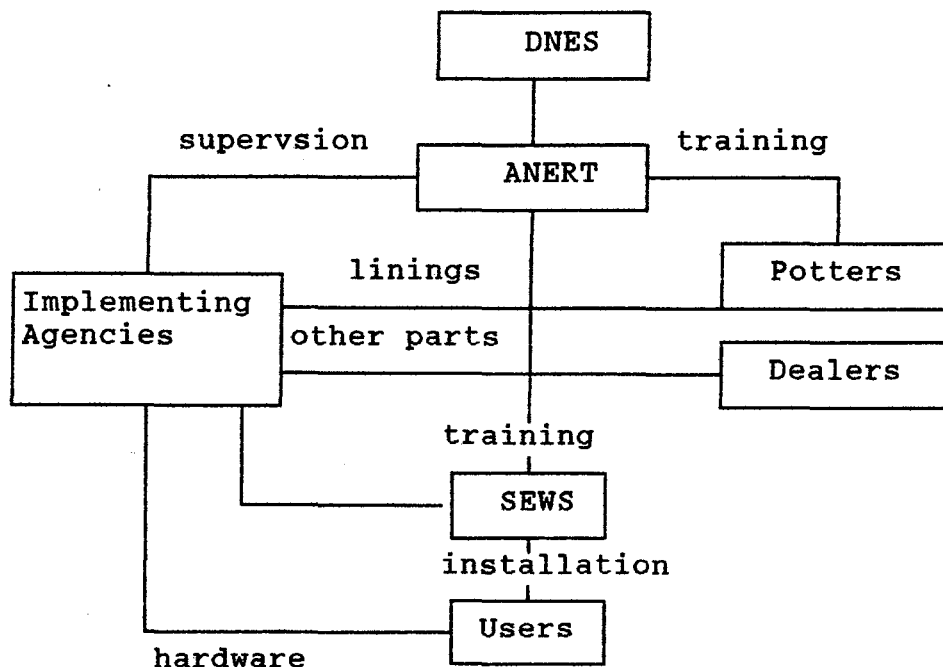 DNES
supervsion
training
ANERT
linings
Potters
Implementing
Agencies
other parts
Dealers
training
SEWS
installation
Users
hardware